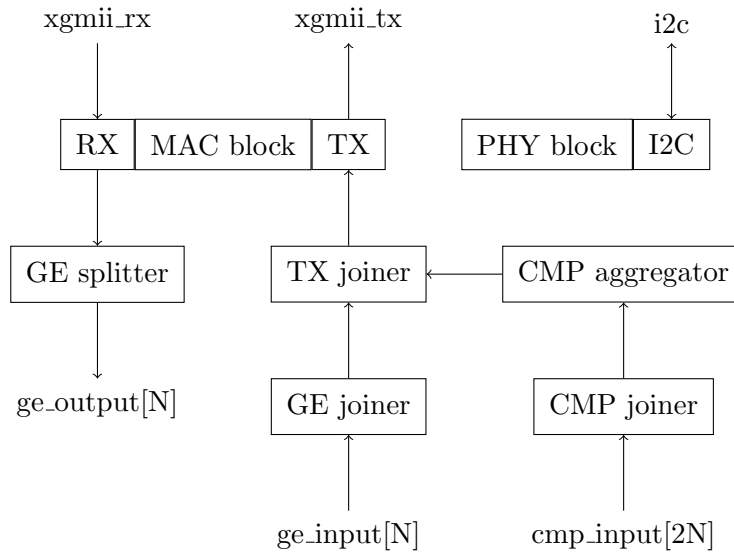 xgmii_rx xgmii_tx i2c
RX MAC block TX PHY block I2C
GE splitter TX joiner CMP aggregator
ge_output[N] GE joiner CMP joiner
ge_input[N] cmp_input[2N]